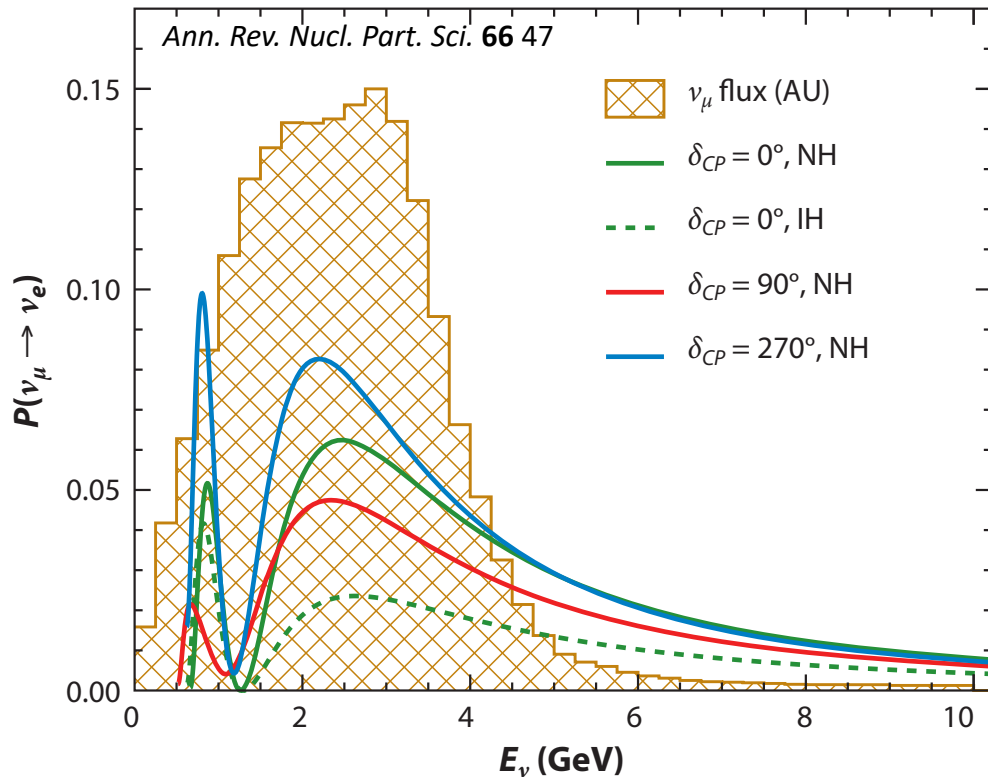 Ann. Rev. Nucl. Part. Sci. 66 47
0.15
0.10
0.05
0.00
P(νμ → νe)
νμ flux (AU)
δCP = 0°, NH
δCP = 0°, IH
δCP = 90°, NH
δCP = 270°, NH
0 2 4 6 8 10
Eν (GeV)